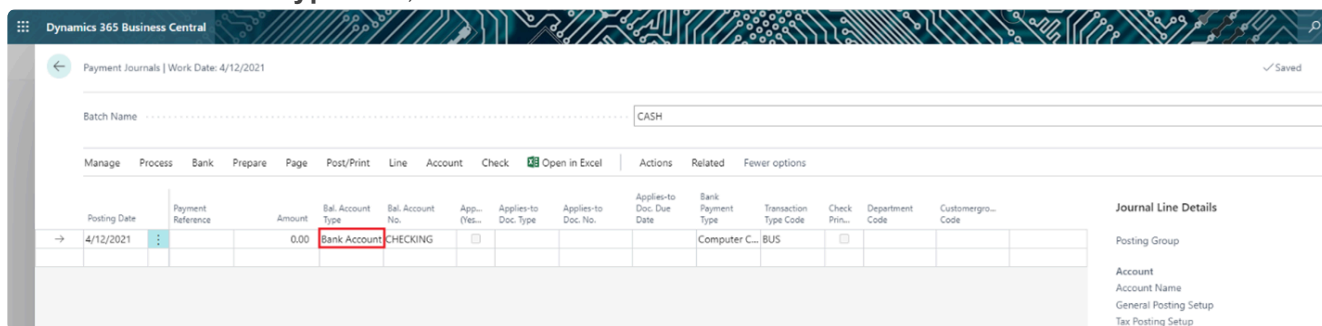 Dynamics 365 Business Central
Payment Journals | Work Date: 4/12/2021
✓ Saved
Batch Name
CASH
Manage Process Bank Prepare Page Post/Print Line Account Check Open in Excel Actions Related Fewer options
Posting Date Payment Reference Amount Bal. Account Type Bal. Account No. App... (Yes... Applies-to Doc. Type Applies-to Doc. No. Applies-to Doc. Due Date Bank Payment Type Transaction Type Code Check Prin... Department Code Customergro... Code
→ 4/12/2021 0.00 Bank Account CHECKING Computer C... BUS
Journal Line Details
Posting Group
Account
Account Name
General Posting Setup
Tax Posting Setup